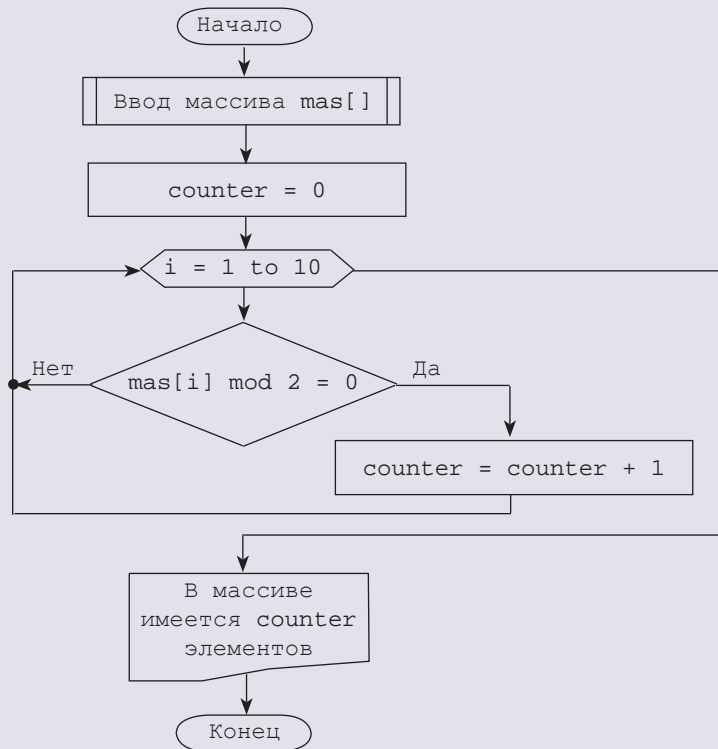 Начало
Ввод массива mas[]
counter = 0
i = 1 to 10
Нет
mas[i] mod 2 = 0
Да
counter = counter + 1
В массиве
имеется counter
элементов
Конец